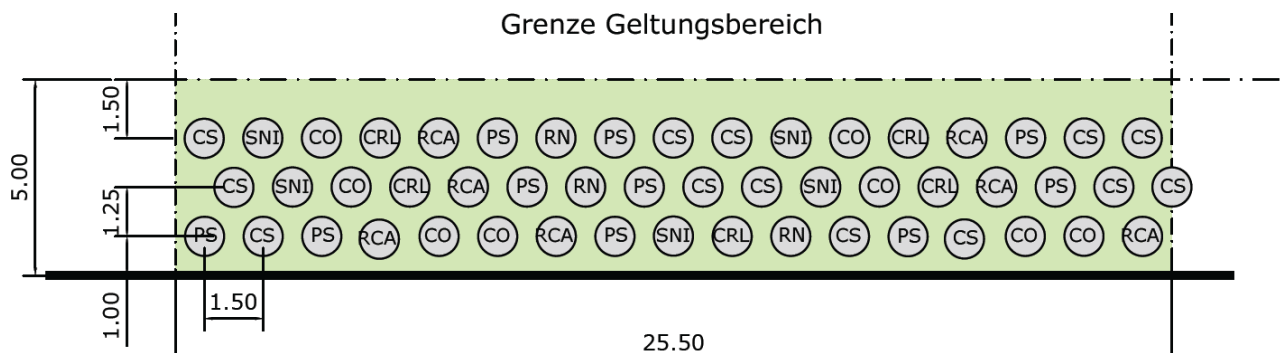 Grenze Geltungsbereich
1.50
5.00
CS SNI CO CRL RCA PS RN PS CS CS SNI CO CRL RCA PS CS CS
1.25
CS SNI CO CRL RCA PS RN PS CS CS SNI CO CRL RCA PS CS CS
PS CS PS RCA CO CO RCA PS SNI CRL RN CS PS CS CO CO RCA
1.00
1.50
25.50